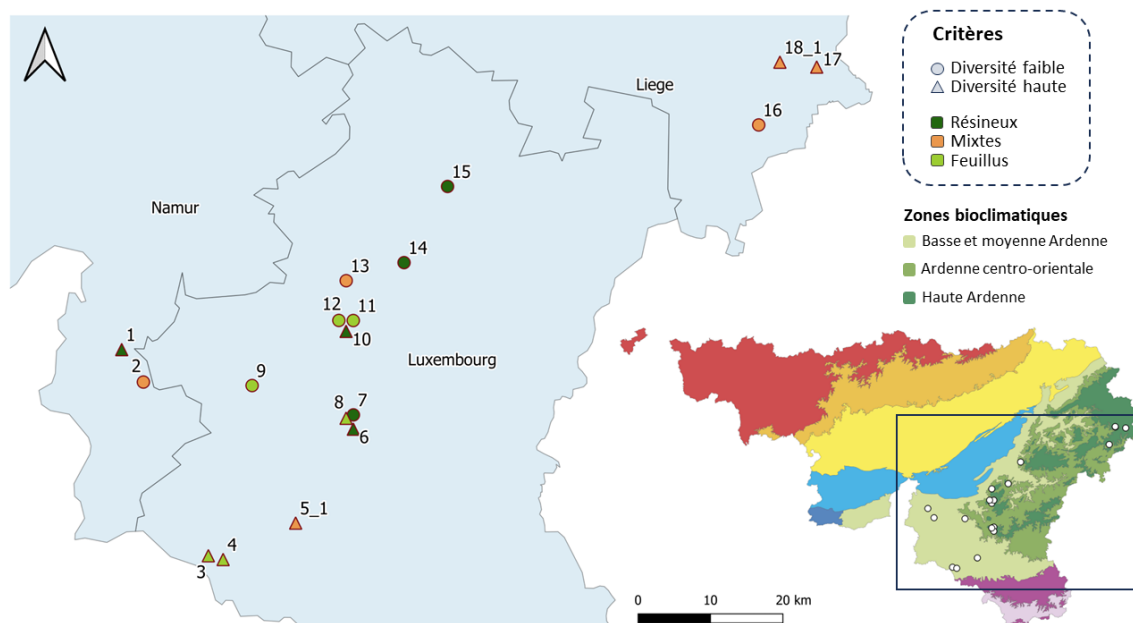 18_1
17
Liege
16
15
Namur
14
13
12
11
10
1
Luxembourg
2
9
8
7
6
5_1
4
3
0
10
20 km
Critères
Diversité faible
Diversité haute
Résineux
Mixtes
Feuillus
Zones bioclimatiques
Basse et moyenne Ardenne
Ardenne centro-orientale
Haute Ardenne